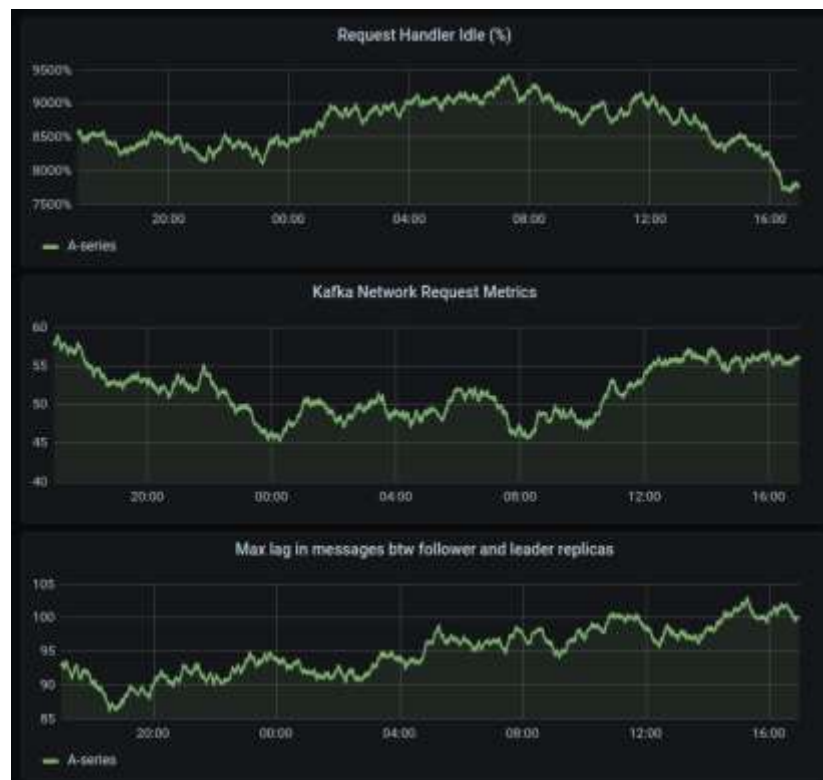 Request Handler Idle (%)
9500%
9000%
8500%
8000%
7500%
20:00 00:00 04:00 08:00 12:00 16:00
A-series
Kafka Network Request Metrics
60
55
50
45
40
20:00 00:00 04:00 08:00 12:00 16:00
Max lag in messages btw follower and leader replicas
105
100
95
90
85
20:00 00:00 04:00 08:00 12:00 16:00
A-series